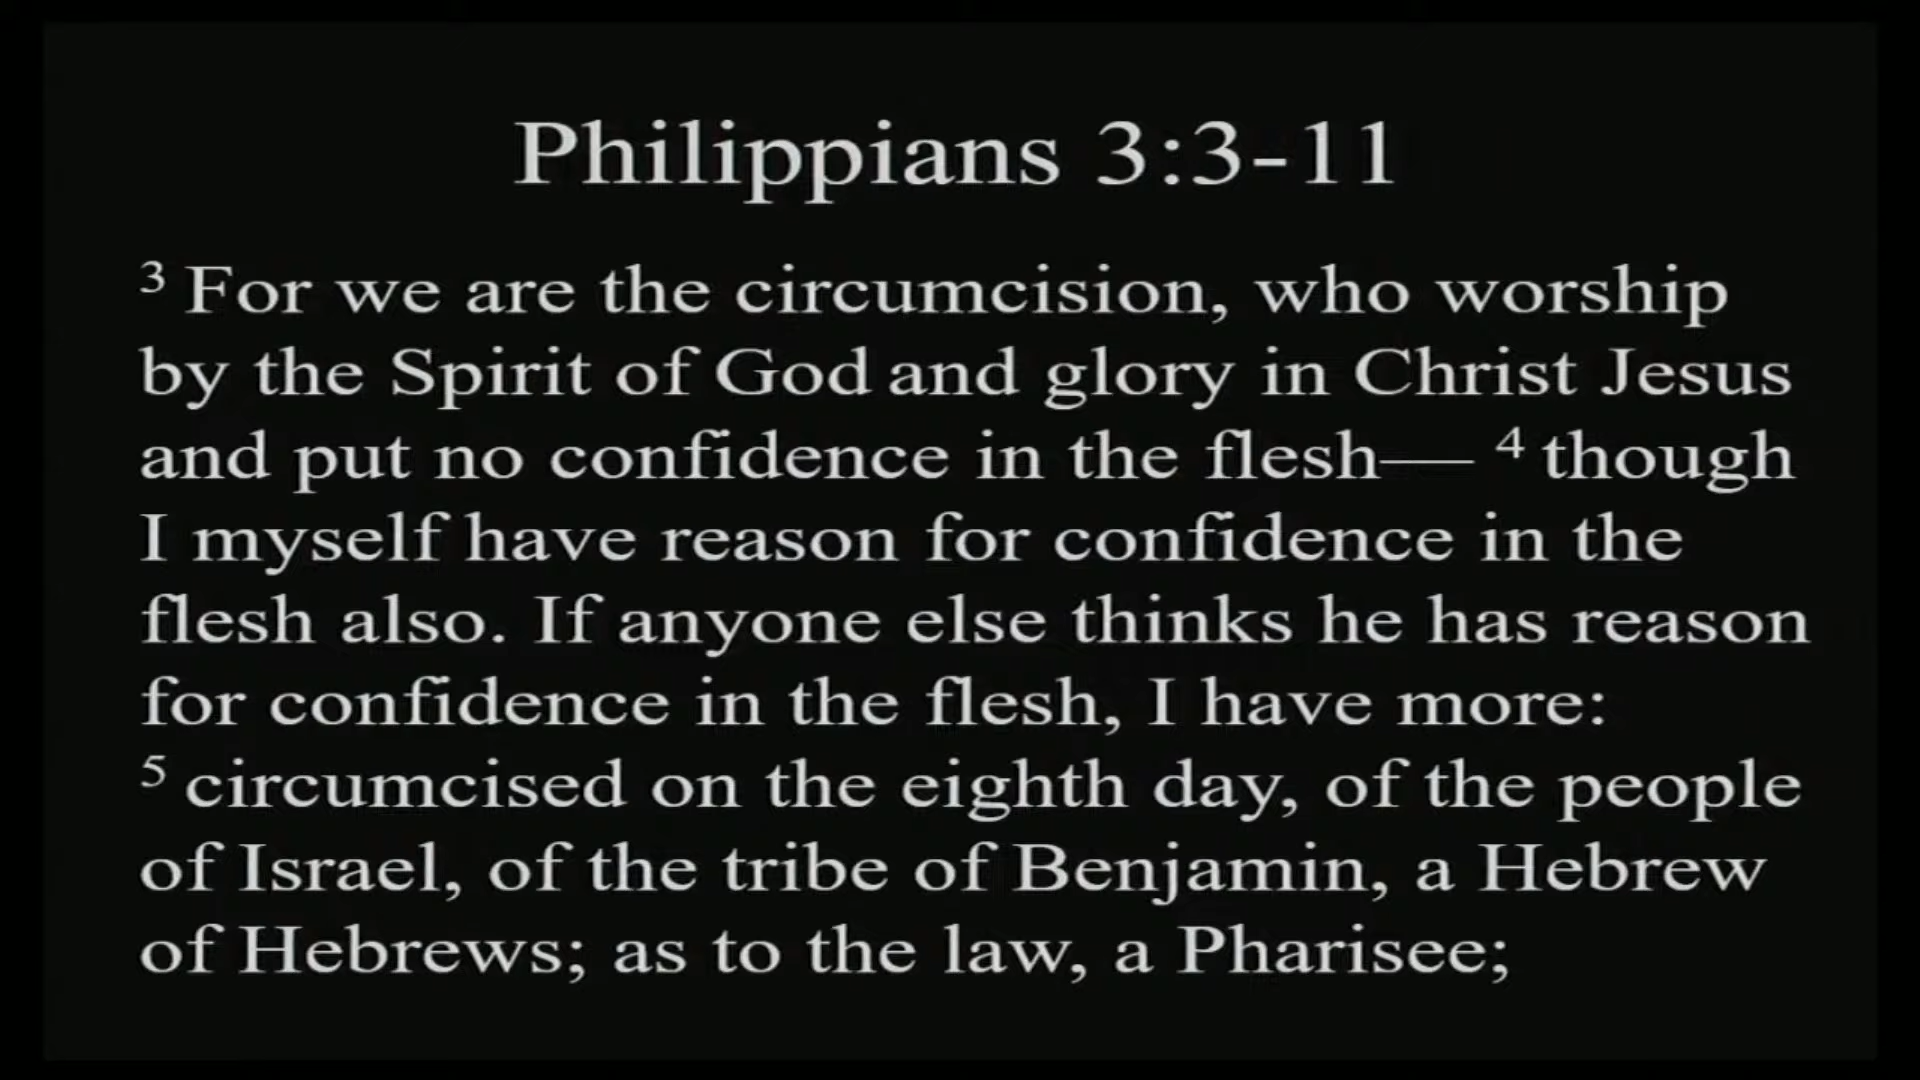 Philippians 3:3-11
3 For we are the circumcision, who worship
by the Spirit of God and glory in Christ Jesus
and put no confidence in the flesh— 4 though
I myself have reason for confidence in the
flesh also. If anyone else thinks he has reason
for confidence in the flesh, I have more:
5 circumcised on the eighth day, of the people
of Israel, of the tribe of Benjamin, a Hebrew
of Hebrews; as to the law, a Pharisee;